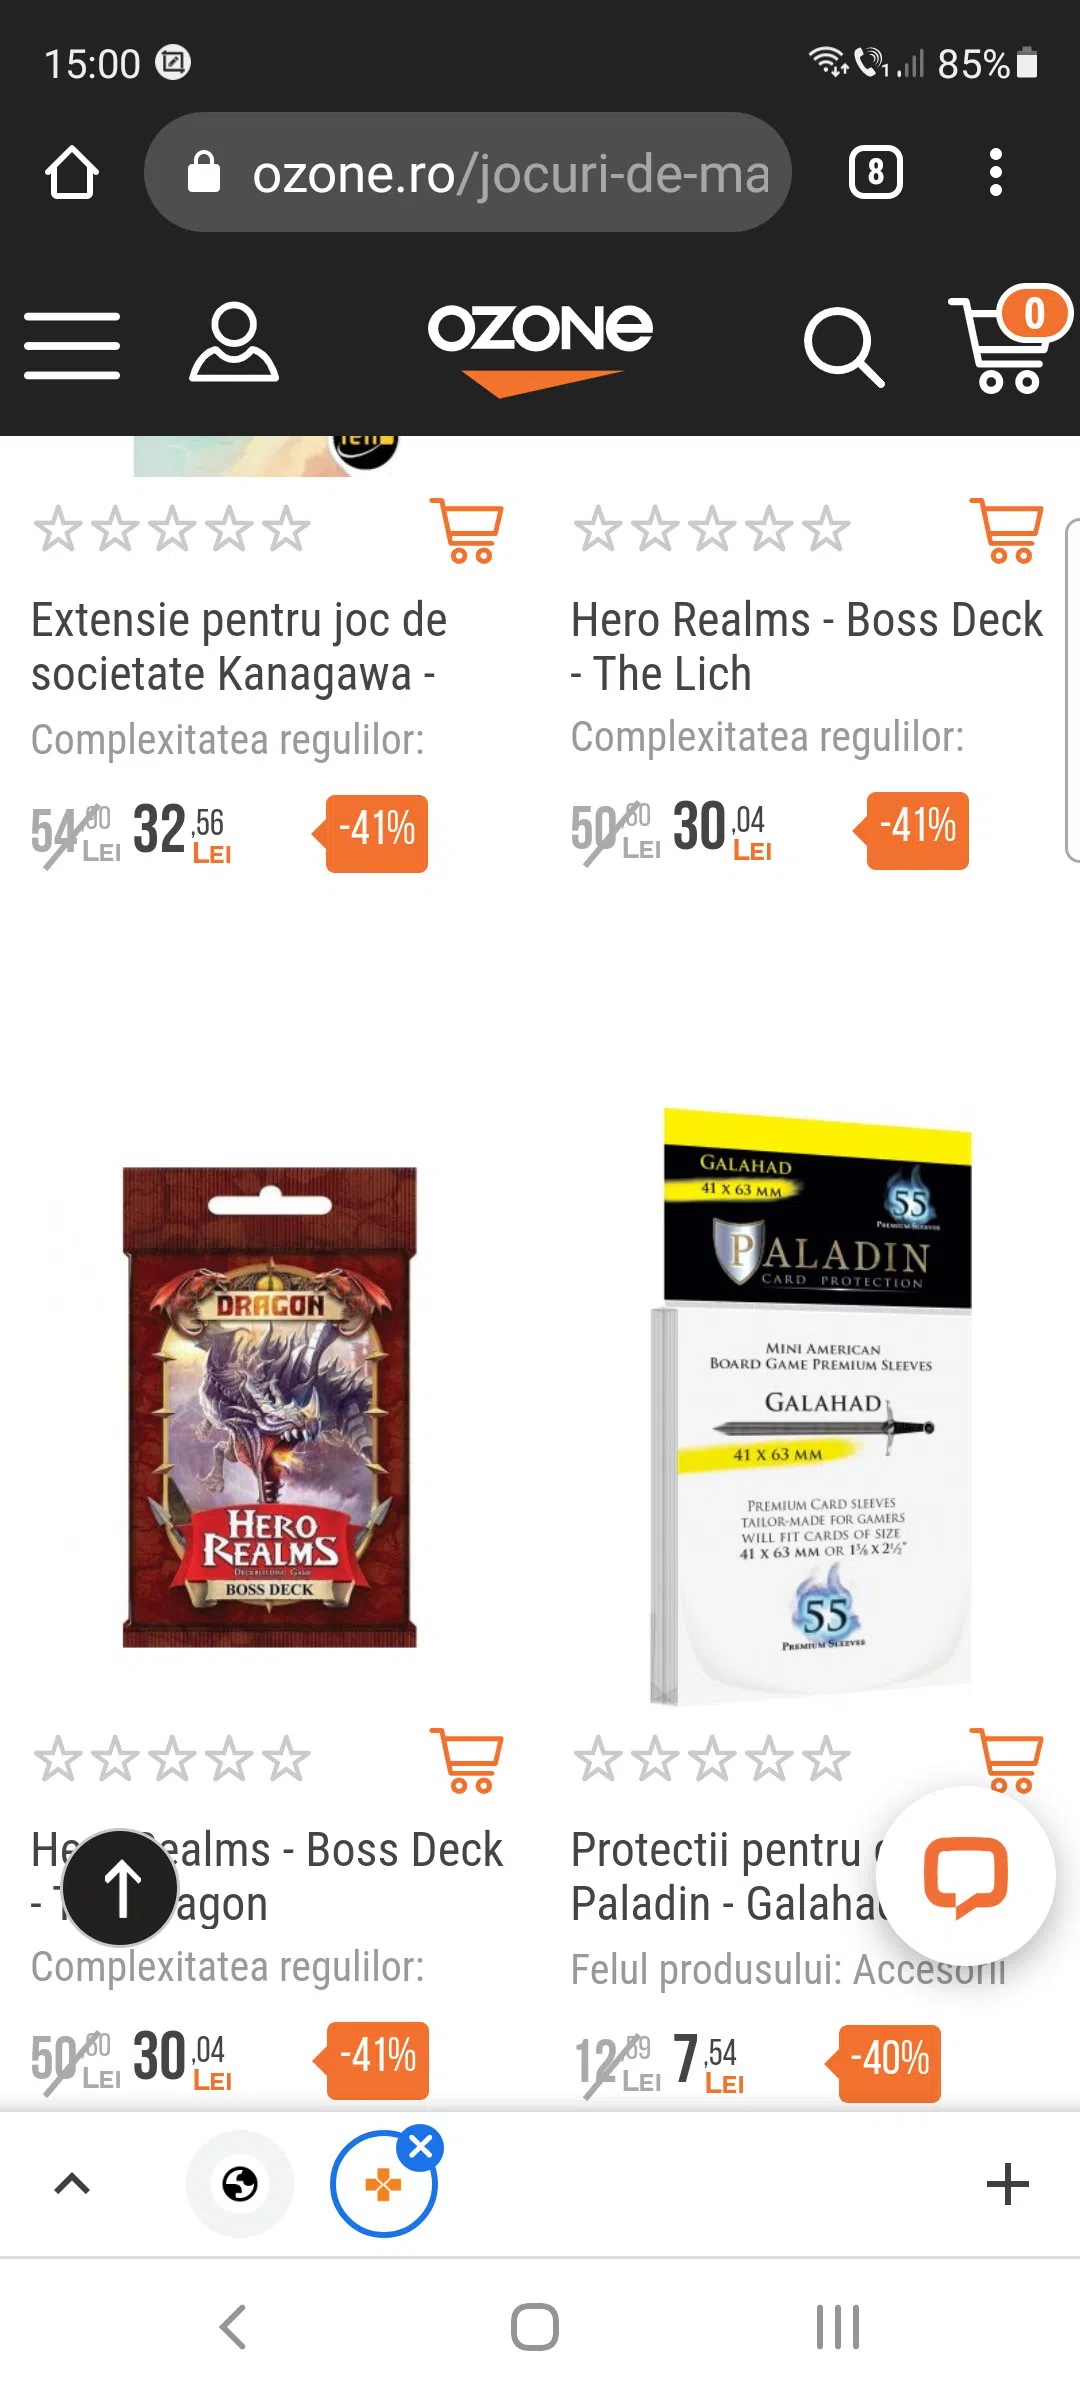 15:00
85%
ozone.ro/jocuri-de-ma
8
OZONE
0
Extensie pentru joc de
societate Kanagawa -
Complexitatea regulilor:
54 LEI 32,56 LEI -41%
Hero Realms - Boss Deck
- The Lich
Complexitatea regulilor:
50 LEI 30,04 LEI -41%
DRAGON
HERO
REALMS
DECKBUILDING GAME
BOSS DECK
GALAHAD
41 X 63 MM
55
PREMIUM SLEEVES
PALADIN
CARD PROTECTION
MINI AMERICAN
BOARD GAME PREMIUM SLEEVES
GALAHAD
41 X 63 MM
PREMIUM CARD SLEEVES
TAILOR-MADE FOR GAMERS
WILL FIT CARDS OF SIZE
41 X 63 MM OR 1⅝ X 2½"
55
PREMIUM SLEEVES
He ealms - Boss Deck
- T agon
Complexitatea regulilor:
50 LEI 30,04 LEI -41%
Protectii pentru
Paladin - Galaha
Felul produsului: Accesorii
12 LEI 7,54 LEI -40%